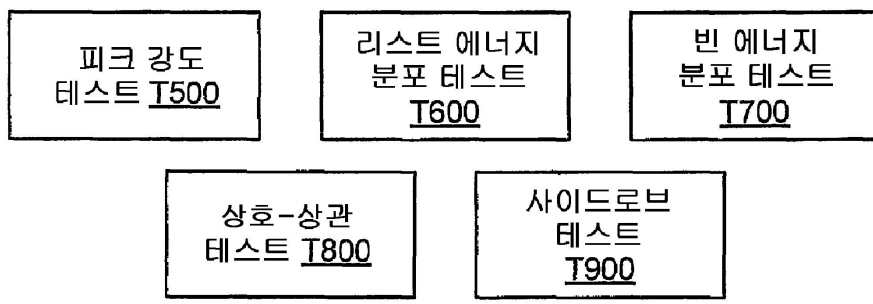 피크 강도
테스트 T500
리스트 에너지
분포 테스트
T600
빈 에너지
분포 테스트
T700
상호-상관
테스트 T800
사이드로브
테스트
T900